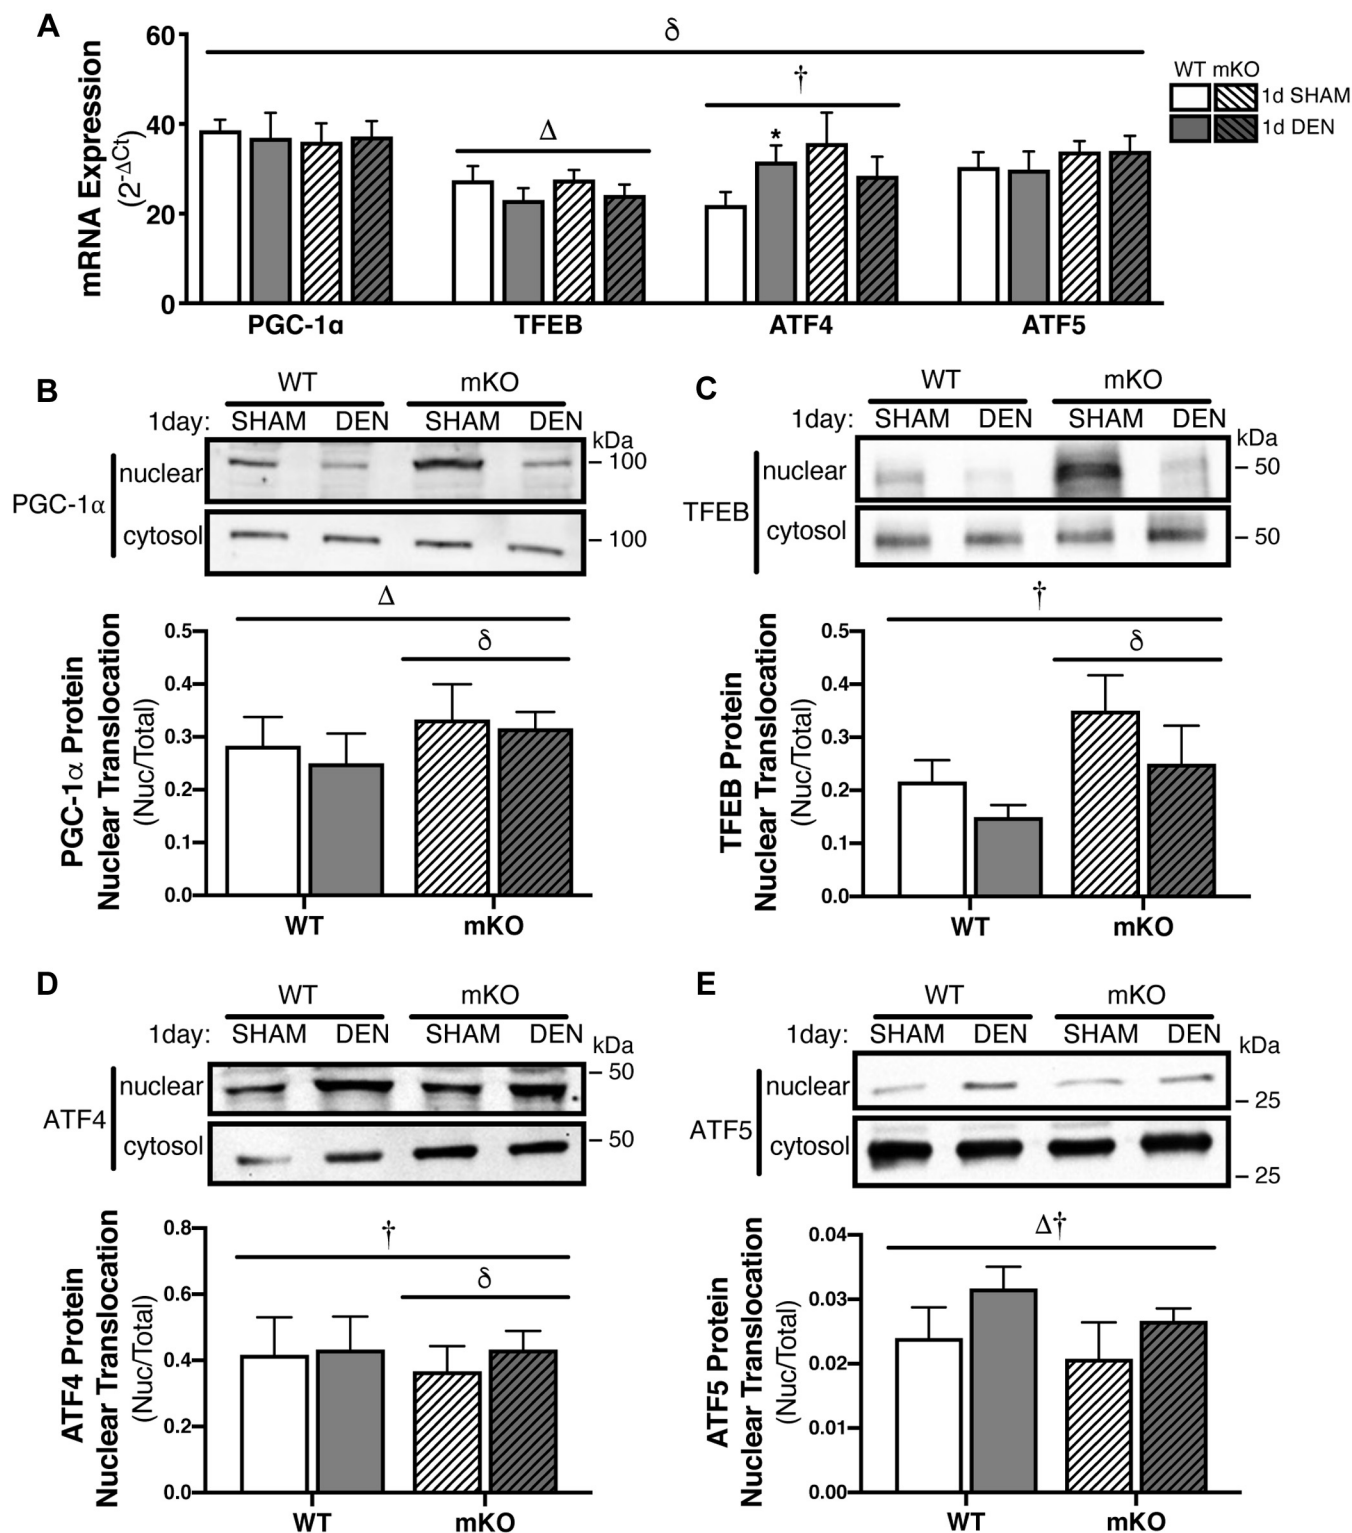 A
δ
60
40
20
0
mRNA Expression
(2^-ΔCt)
Δ
†
*
PGC-1α TFEB ATF4 ATF5
WT mKO
1d SHAM
1d DEN
B
WT mKO
1day: SHAM DEN SHAM DEN
kDa
PGC-1α
nuclear
– 100
cytosol
– 100
Δ
δ
PGC-1α Protein
Nuclear Translocation
(Nuc/Total)
0.5
0.4
0.3
0.2
0.1
0.0
WT mKO
C
WT mKO
1day: SHAM DEN SHAM DEN
kDa
TFEB
nuclear
– 50
cytosol
– 50
†
δ
TFEB Protein
Nuclear Translocation
(Nuc/Total)
0.5
0.4
0.3
0.2
0.1
0.0
WT mKO
D
WT mKO
1day: SHAM DEN SHAM DEN
kDa
ATF4
nuclear
– 50
cytosol
– 50
†
δ
ATF4 Protein
Nuclear Translocation
(Nuc/Total)
0.8
0.6
0.4
0.2
0.0
WT mKO
E
WT mKO
1day: SHAM DEN SHAM DEN
kDa
ATF5
nuclear
– 25
cytosol
– 25
Δ†
ATF5 Protein
Nuclear Translocation
(Nuc/Total)
0.04
0.03
0.02
0.01
0.00
WT mKO